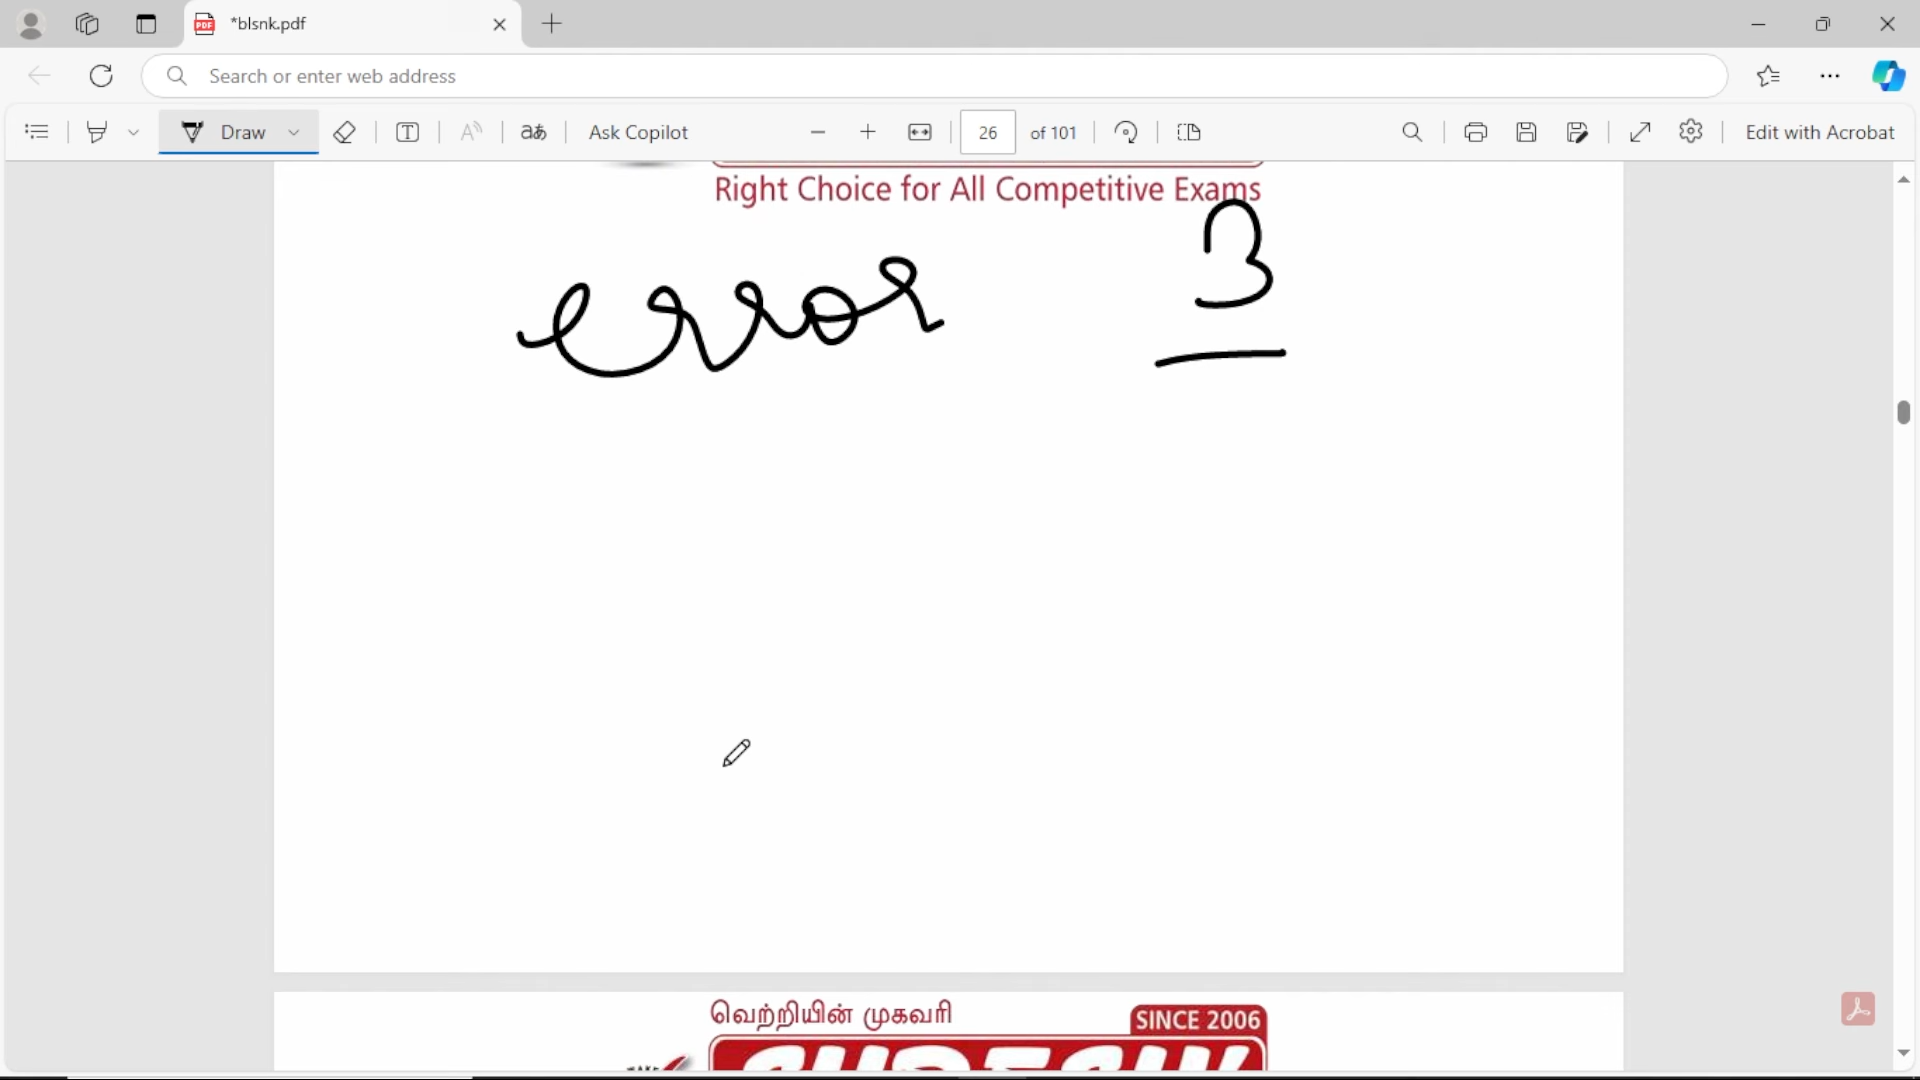 *blsnk.pdf
Search or enter web address
Draw
Ask Copilot
26 of 101
Edit with Acrobat
Right Choice for All Competitive Exams
error 3
வெற்றியின் முகவரி
SINCE 2006